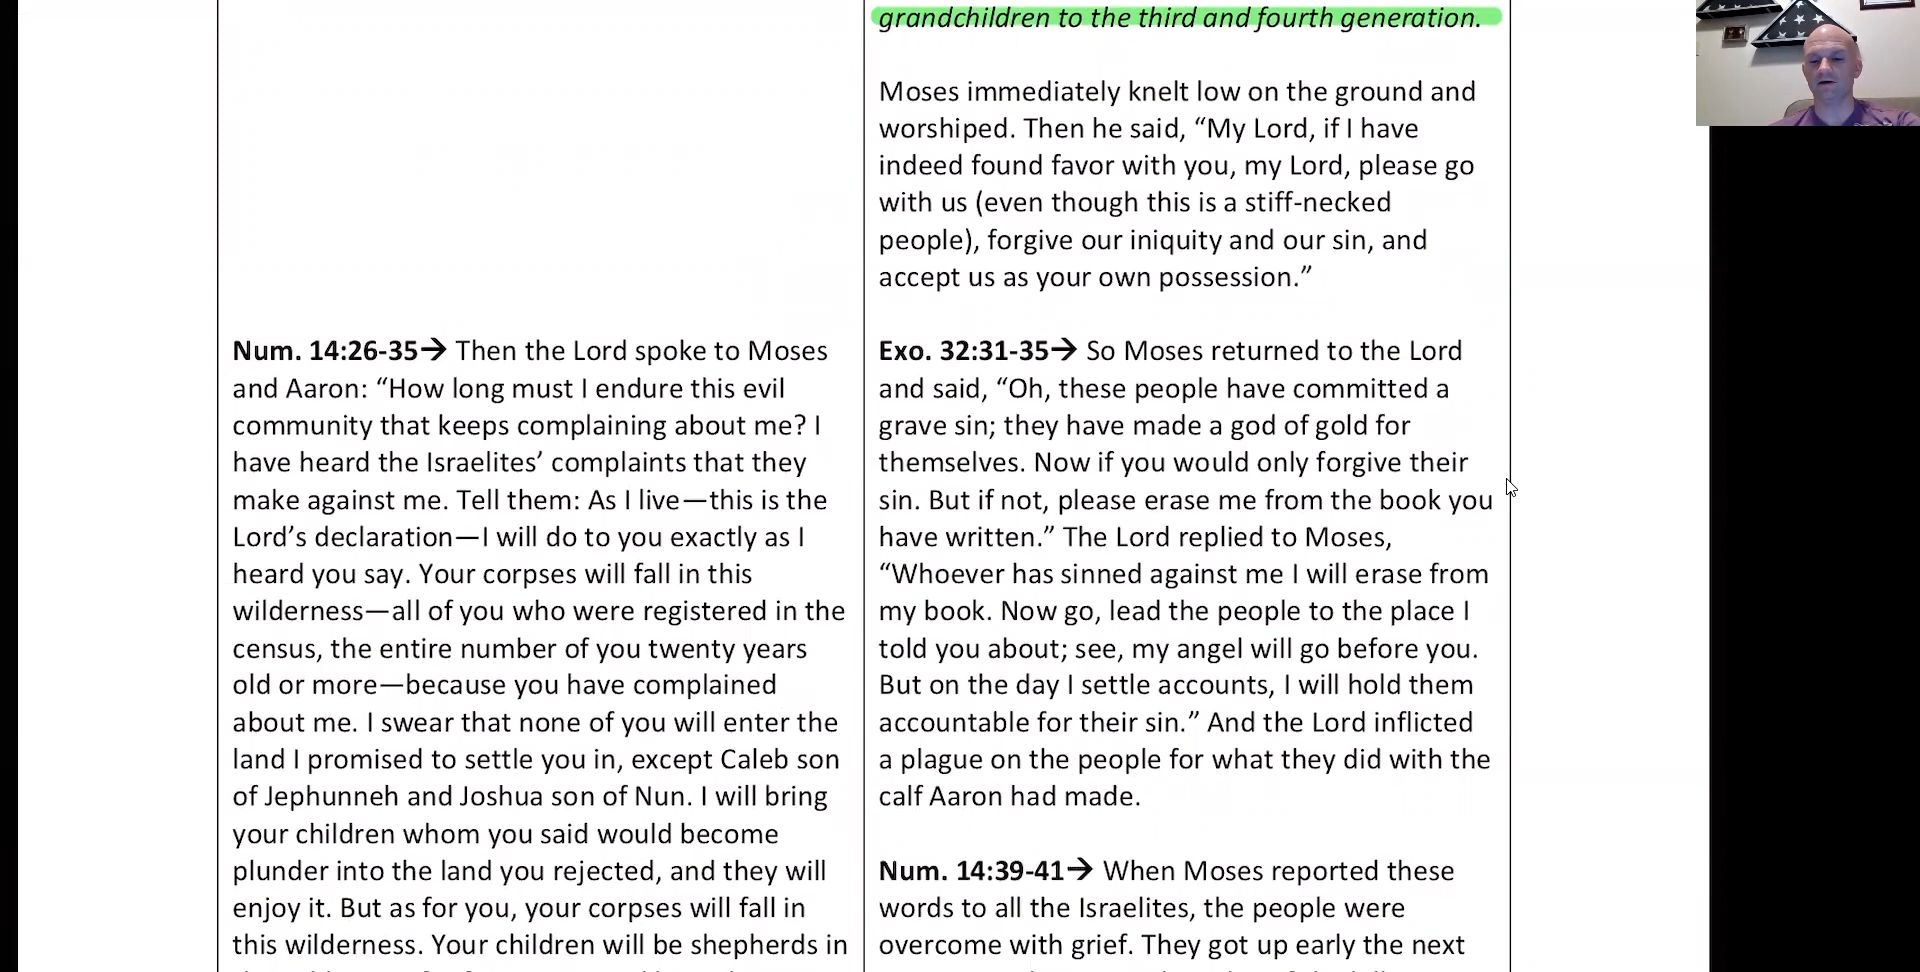 grandchildren to the third and fourth generation.
Moses immediately knelt low on the ground and
worshiped. Then he said, “My Lord, if I have
indeed found favor with you, my Lord, please go
with us (even though this is a stiff-necked
people), forgive our iniquity and our sin, and
accept us as your own possession.”
Num. 14:26-35→ Then the Lord spoke to Moses
and Aaron: “How long must I endure this evil
community that keeps complaining about me? I
have heard the Israelites’ complaints that they
make against me. Tell them: As I live—this is the
Lord’s declaration—I will do to you exactly as I
heard you say. Your corpses will fall in this
wilderness—all of you who were registered in the
census, the entire number of you twenty years
old or more—because you have complained
about me. I swear that none of you will enter the
land I promised to settle you in, except Caleb son
of Jephunneh and Joshua son of Nun. I will bring
your children whom you said would become
plunder into the land you rejected, and they will
enjoy it. But as for you, your corpses will fall in
this wilderness. Your children will be shepherds in
Exo. 32:31-35→ So Moses returned to the Lord
and said, “Oh, these people have committed a
grave sin; they have made a god of gold for
themselves. Now if you would only forgive their
sin. But if not, please erase me from the book you
have written.” The Lord replied to Moses,
“Whoever has sinned against me I will erase from
my book. Now go, lead the people to the place I
told you about; see, my angel will go before you.
But on the day I settle accounts, I will hold them
accountable for their sin.” And the Lord inflicted
a plague on the people for what they did with the
calf Aaron had made.
Num. 14:39-41→ When Moses reported these
words to all the Israelites, the people were
overcome with grief. They got up early the next